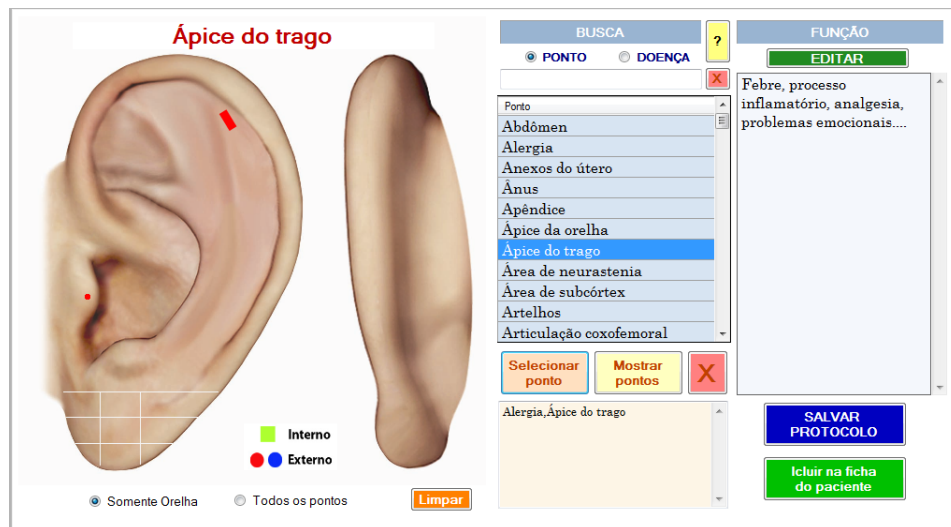 Ápice do trago
Interno
Externo
Somente Orelha
Todos os pontos
Limpar
BUSCA
?
PONTO
DOENÇA
X
Ponto
Abdômen
Alergia
Anexos do útero
Ânus
Apêndice
Ápice da orelha
Ápice do trago
Área de neurastenia
Área de subcórtex
Artelhos
Articulação coxofemoral
Selecionar
ponto
Mostrar
pontos
X
Alergia,Ápice do trago
FUNÇÃO
EDITAR
Febre, processo
inflamatório, analgesia,
problemas emocionais....
SALVAR
PROTOCOLO
Icluir na ficha
do paciente